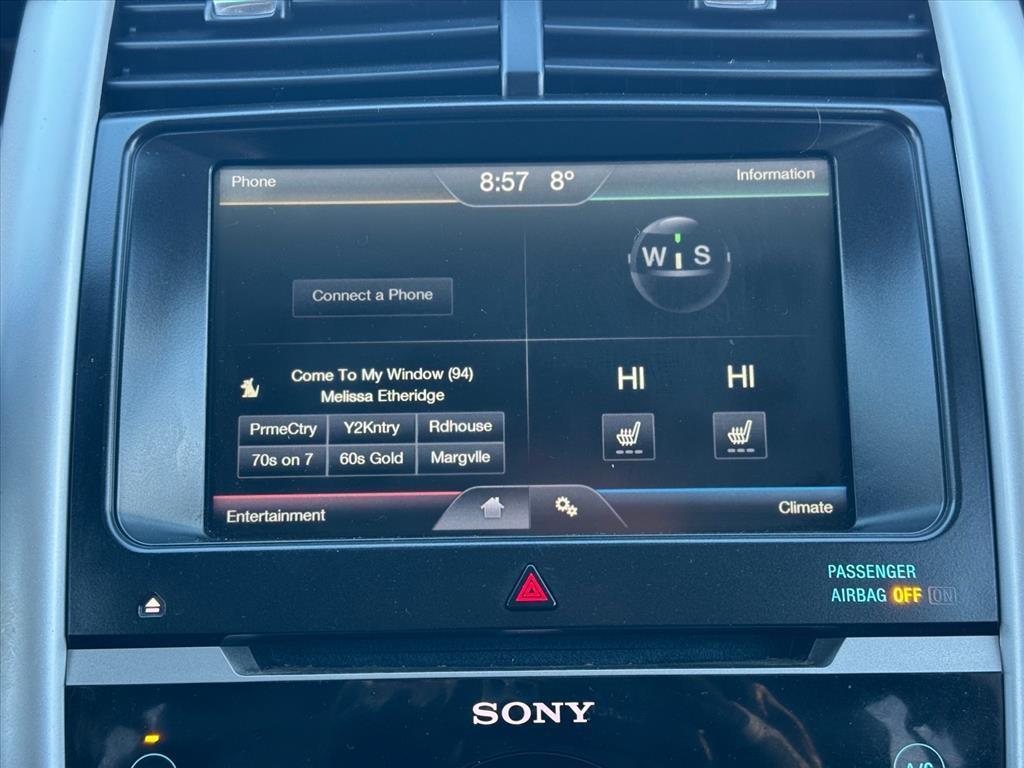 Phone
8:57 8°
Information
W S
Connect a Phone
Come To My Window (94)
Melissa Etheridge
HI HI
PrmeCtry Y2Kntry Rdhouse
70s on 7 60s Gold Margvlle
Entertainment
Climate
PASSENGER
AIRBAG OFF ON
SONY
A/C